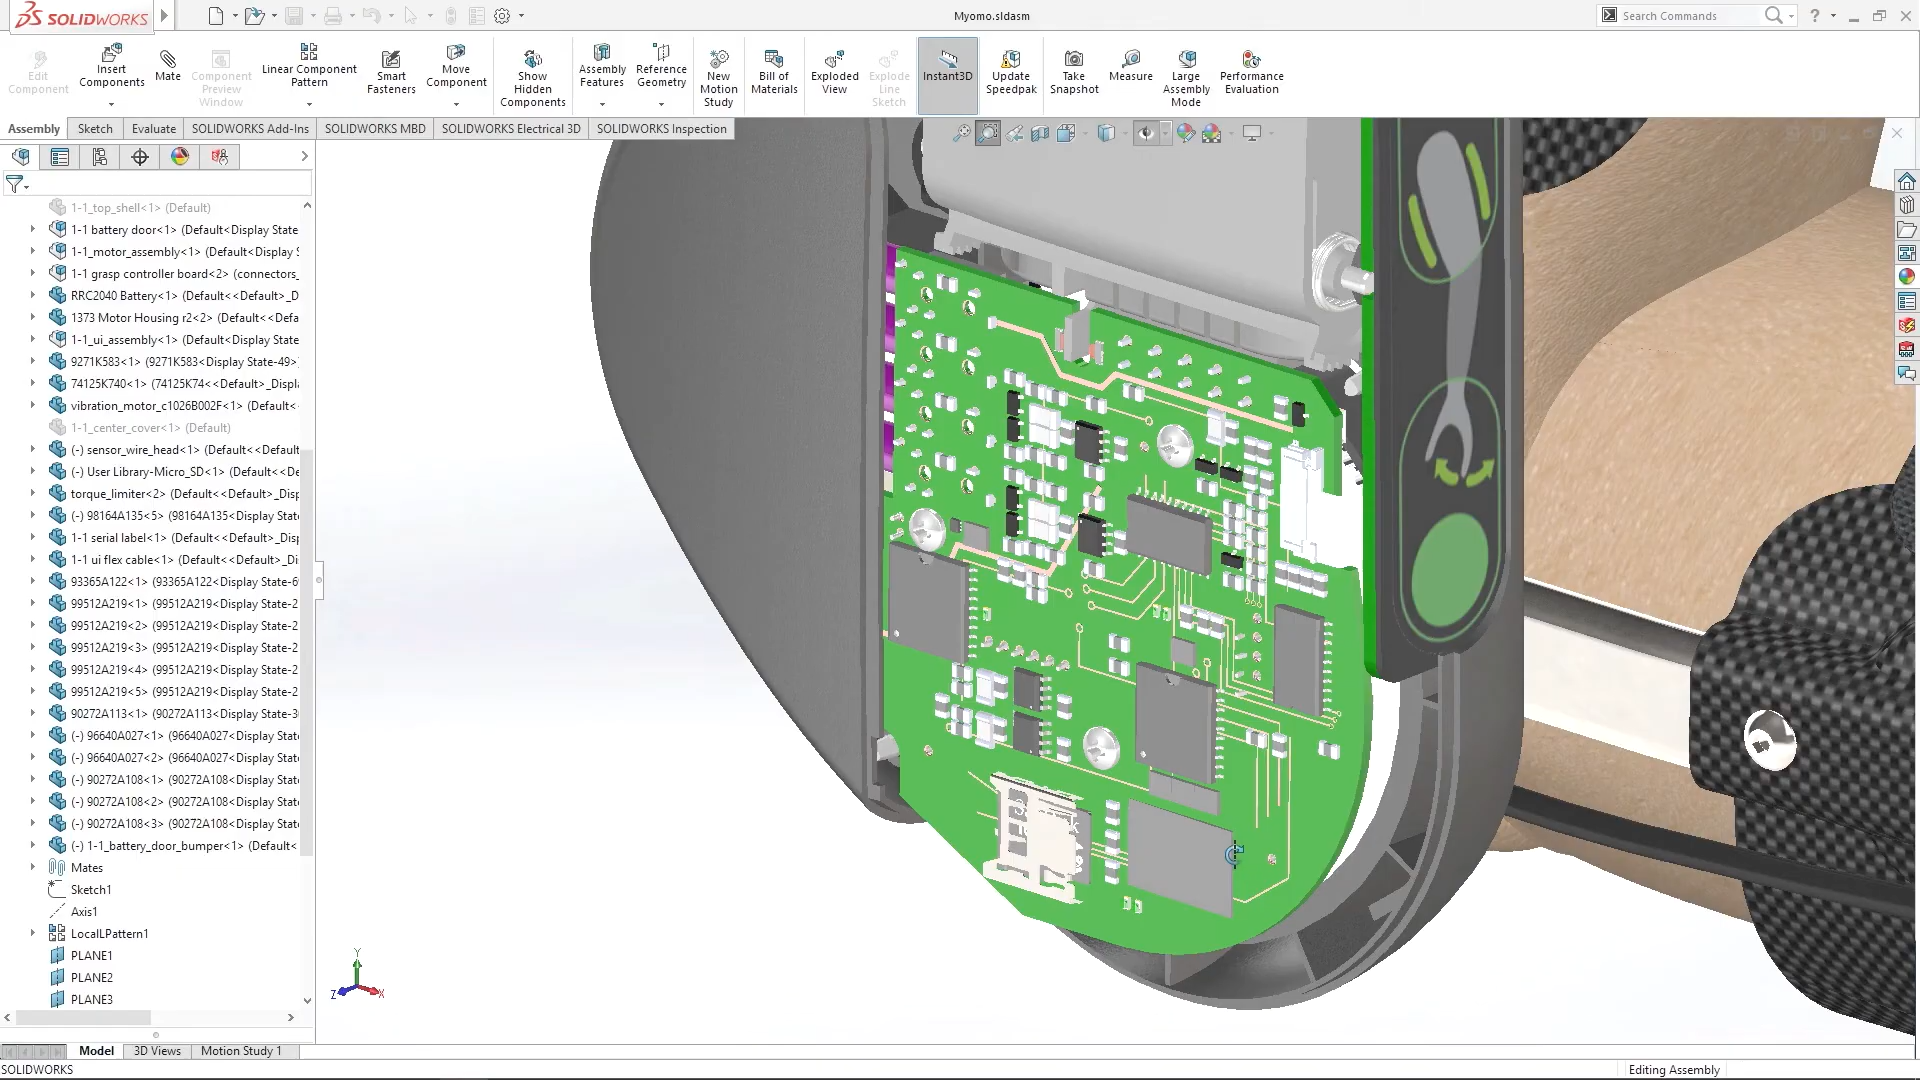 SOLIDWORKS
Myomo.sldasm
Search Commands
Edit Component
Insert Components
Mate
Component Preview Window
Linear Component Pattern
Smart Fasteners
Move Component
Show Hidden Components
Assembly Features
Reference Geometry
New Motion Study
Bill of Materials
Exploded View
Explode Line Sketch
Instant3D
Update Speedpak
Take Snapshot
Measure
Large Assembly Mode
Performance Evaluation
Assembly
Sketch
Evaluate
SOLIDWORKS Add-Ins
SOLIDWORKS MBD
SOLIDWORKS Electrical 3D
SOLIDWORKS Inspection
1-1_top_shell<1> (Default)
1-1 battery door<1> (Default<Display State
1-1_motor_assembly<1> (Default<Display S
1-1 grasp controller board<2> (connectors_
RRC2040 Battery<1> (Default<<Default>_D
1373 Motor Housing r2<2> (Default<<Defa
1-1_ui_assembly<1> (Default<<Default>_Di
9271K583<1> (9271K583<Display State-49>
74125K740<1> (74125K74<<Default>_Displa
vibration_motor_c1026B002F<1> (Default<
1-1_center_cover<1> (Default)
(-) sensor_wire_head<1> (Default<<Default
(-) User Library-Micro_SD<1> (Default<<De
torque_limiter<2> (Default<<Default>_Disp
(-) 98164A135<5> (98164A135<Display State
1-1 serial label<1> (Default<<Default>_Disp
1-1 ui flex cable<1> (Default<<Default>_Di
93365A122<1> (93365A122<Display State-6
99512A219<1> (99512A219<Display State-2
99512A219<2> (99512A219<Display State-2
99512A219<3> (99512A219<Display State-2
99512A219<4> (99512A219<Display State-2
99512A219<5> (99512A219<Display State-2
90272A113<1> (90272A113<Display State-3
(-) 96640A027<1> (96640A027<Display State
(-) 96640A027<2> (96640A027<Display State
(-) 90272A108<1> (90272A108<Display State
(-) 90272A108<2> (90272A108<Display State
(-) 90272A108<3> (90272A108<Display State
(-) 1-1_battery_door_bumper<1> (Default<
Mates
Sketch1
Axis1
LocalLPattern1
PLANE1
PLANE2
PLANE3
Y
Z
X
Model
3D Views
Motion Study 1
SOLIDWORKS
Editing Assembly